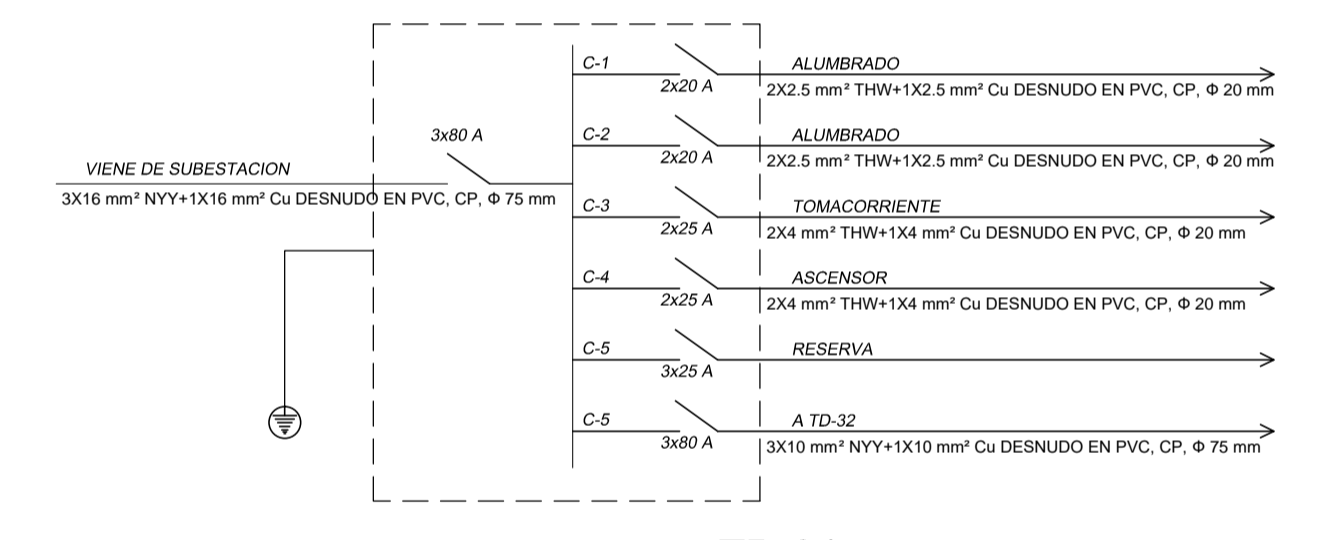 C-1
ALUMBRADO
2x20 A
2X2.5 mm² THW+1X2.5 mm² Cu DESNUDO EN PVC, CP, Φ 20 mm
3x80 A
C-2
ALUMBRADO
2x20 A
2X2.5 mm² THW+1X2.5 mm² Cu DESNUDO EN PVC, CP, Φ 20 mm
VIENE DE SUBESTACION
3X16 mm² NYY+1X16 mm² Cu DESNUDO EN PVC, CP, Φ 75 mm
C-3
TOMACORRIENTE
2x25 A
2X4 mm² THW+1X4 mm² Cu DESNUDO EN PVC, CP, Φ 20 mm
C-4
ASCENSOR
2x25 A
2X4 mm² THW+1X4 mm² Cu DESNUDO EN PVC, CP, Φ 20 mm
C-5
RESERVA
3x25 A
C-5
A TD-32
3x80 A
3X10 mm² NYY+1X10 mm² Cu DESNUDO EN PVC, CP, Φ 75 mm